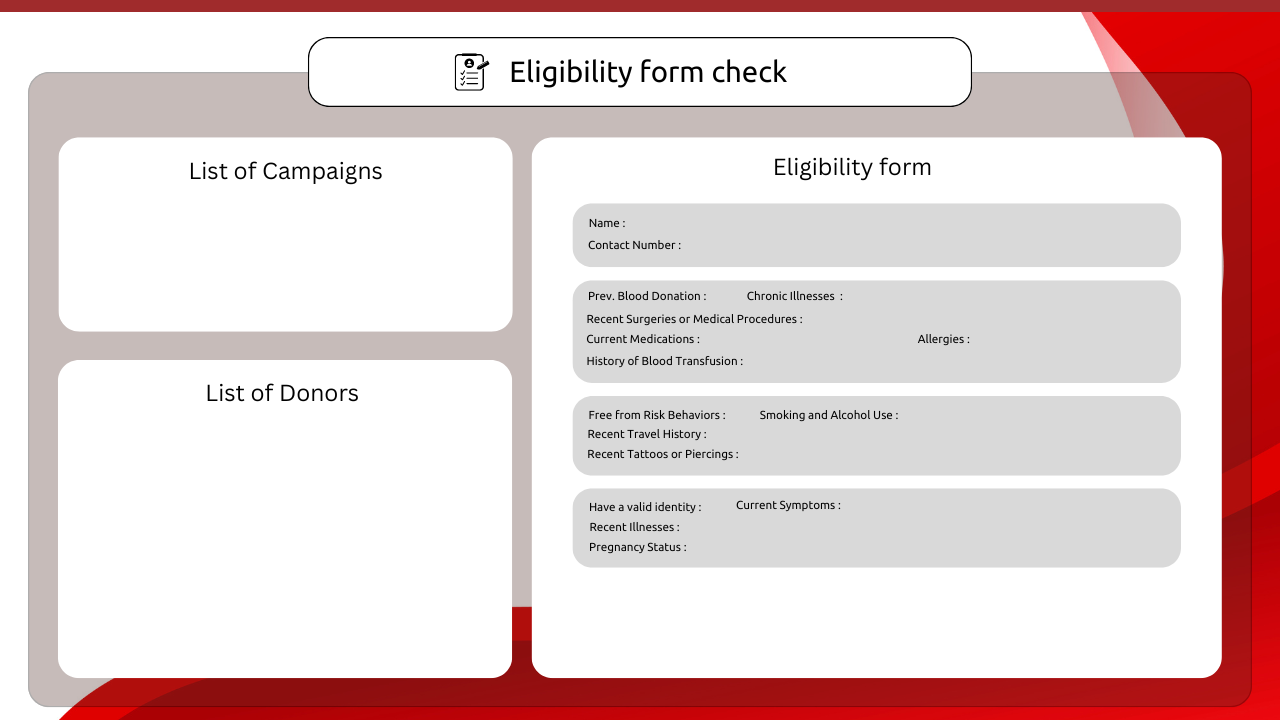 Eligibility form check
List of Campaigns
List of Donors
Eligibility form
Name :
Contact Number :
Prev. Blood Donation : Chronic Illnesses :
Recent Surgeries or Medical Procedures :
Current Medications : Allergies :
History of Blood Transfusion :
Free from Risk Behaviors : Smoking and Alcohol Use :
Recent Travel History :
Recent Tattoos or Piercings :
Have a valid identity : Current Symptoms :
Recent Illnesses :
Pregnancy Status :